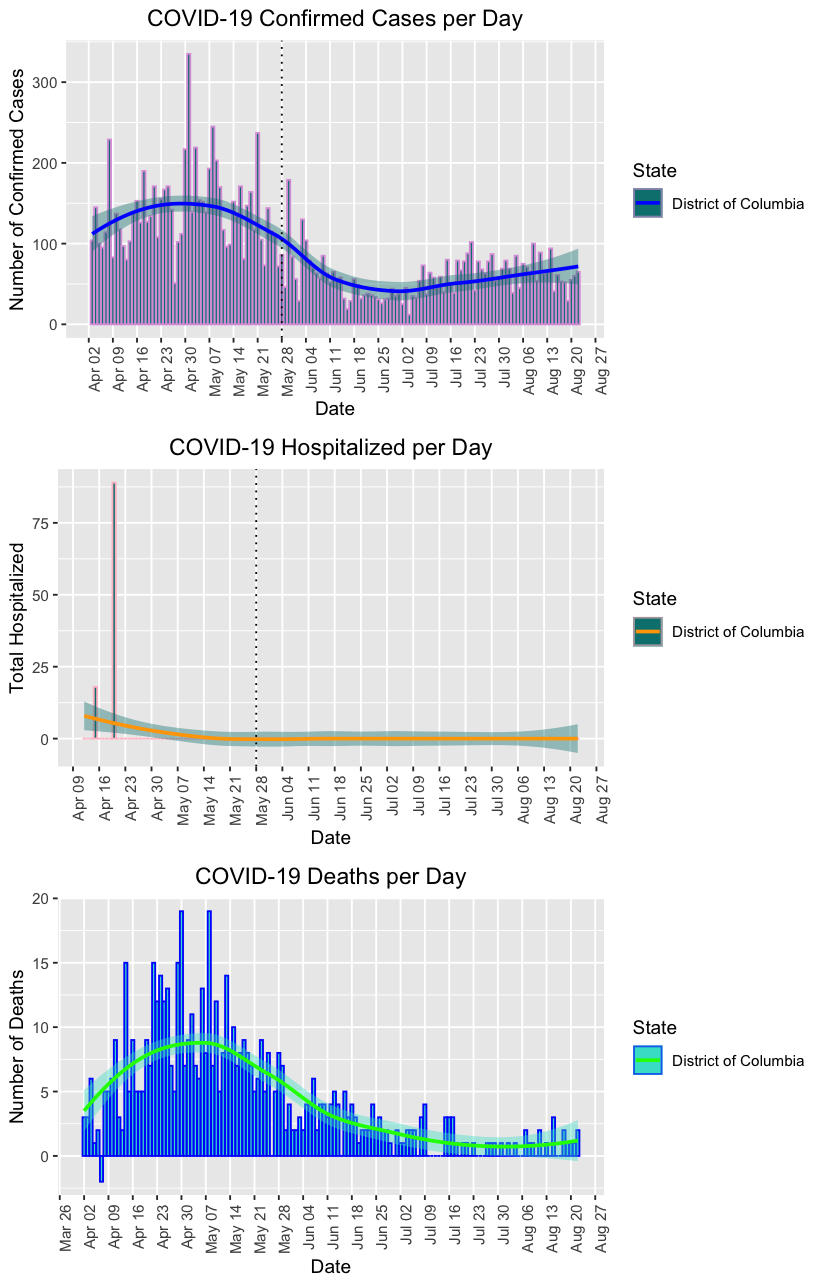 COVID-19 Confirmed Cases per Day
Number of Confirmed Cases
300
200
100
0
Apr 02
Apr 09
Apr 16
Apr 23
Apr 30
May 07
May 14
May 21
May 28
Jun 04
Jun 11
Jun 18
Jun 25
Jul 02
Jul 09
Jul 16
Jul 23
Jul 30
Aug 06
Aug 13
Aug 20
Aug 27
Date
State
District of Columbia
COVID-19 Hospitalized per Day
Total Hospitalized
75
50
25
0
Apr 09
Apr 16
Apr 23
Apr 30
May 07
May 14
May 21
May 28
Jun 04
Jun 11
Jun 18
Jun 25
Jul 02
Jul 09
Jul 16
Jul 23
Jul 30
Aug 06
Aug 13
Aug 20
Aug 27
Date
State
District of Columbia
COVID-19 Deaths per Day
Number of Deaths
20
15
10
5
0
Mar 26
Apr 02
Apr 09
Apr 16
Apr 23
Apr 30
May 07
May 14
May 21
May 28
Jun 04
Jun 11
Jun 18
Jun 25
Jul 02
Jul 09
Jul 16
Jul 23
Jul 30
Aug 06
Aug 13
Aug 20
Aug 27
Date
State
District of Columbia